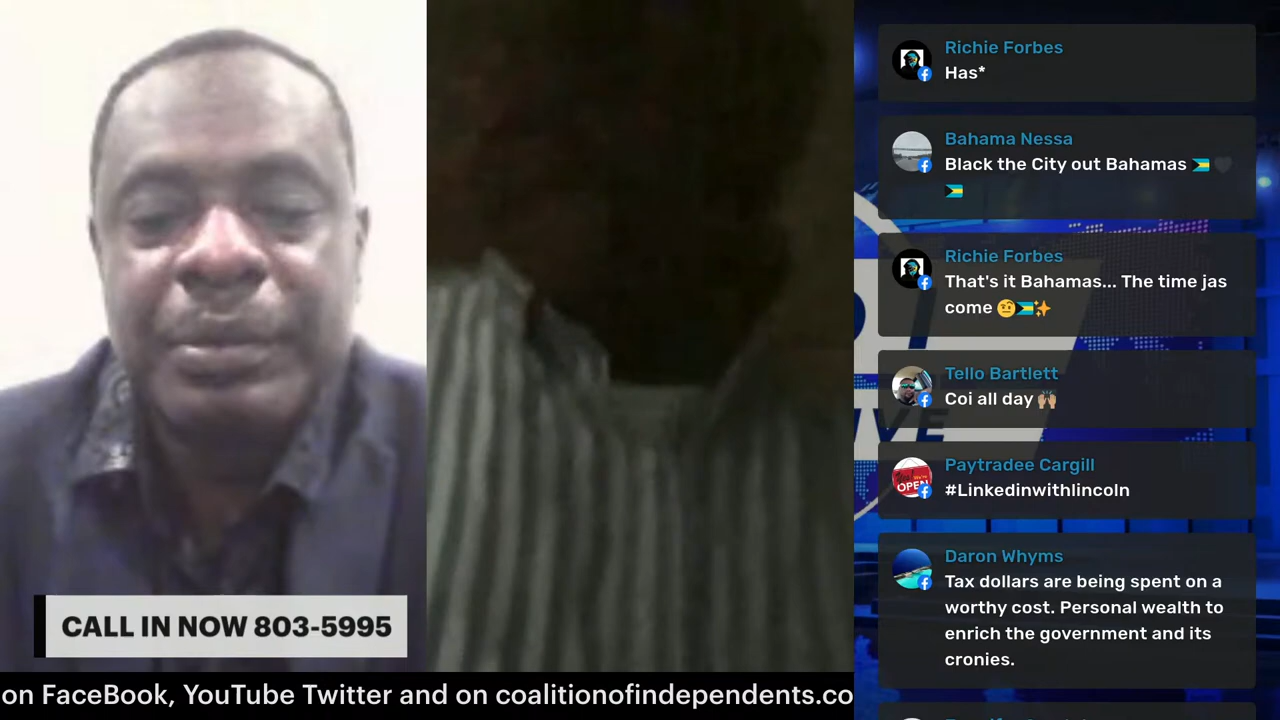 CALL IN NOW 803-5995
on FaceBook, YouTube Twitter and on coalitionofindependents.co
Richie Forbes
Has*
Bahama Nessa
Black the City out Bahamas 🇧🇸 🖤
🇧🇸
Richie Forbes
That's it Bahamas... The time jas
come 🤨🇧🇸✨
Tello Bartlett
Coi all day 🙌🏽
Paytradee Cargill
#Linkedinwithlincoln
OPEN
Daron Whyms
Tax dollars are being spent on a
worthy cost. Personal wealth to
enrich the government and its
cronies.